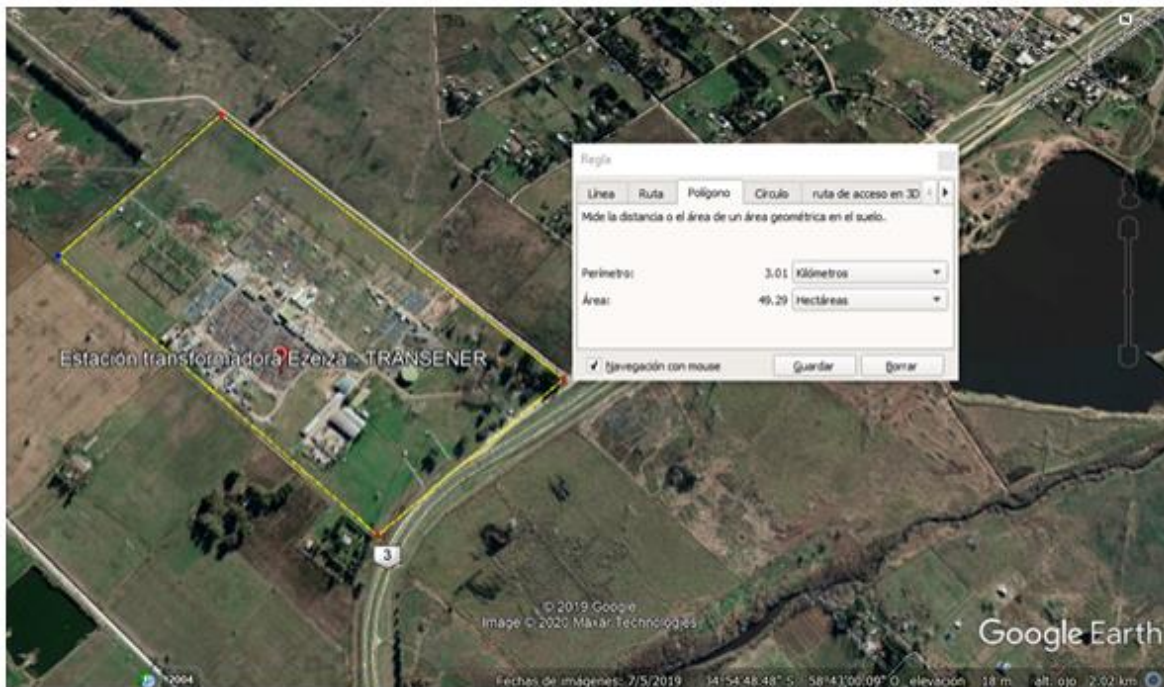 Regla
Línea Ruta Polígono Círculo ruta de acceso en 3D
Mide la distancia o el área de un área geométrica en el suelo.
Perímetro: 3.01 Kilómetros
Área: 49.29 Hectáreas
Navegación con mouse Guardar Borrar
Estación transformadora Ezeiza - TRANSENER
3
© 2019 Google
Image © 2020 Maxar Technologies
Google Earth
2004
Fechas de imágenes: 7/5/2019 34°54'48.48" S 58°43'00.09" O elevación 18 m alt. ojo 2.02 km